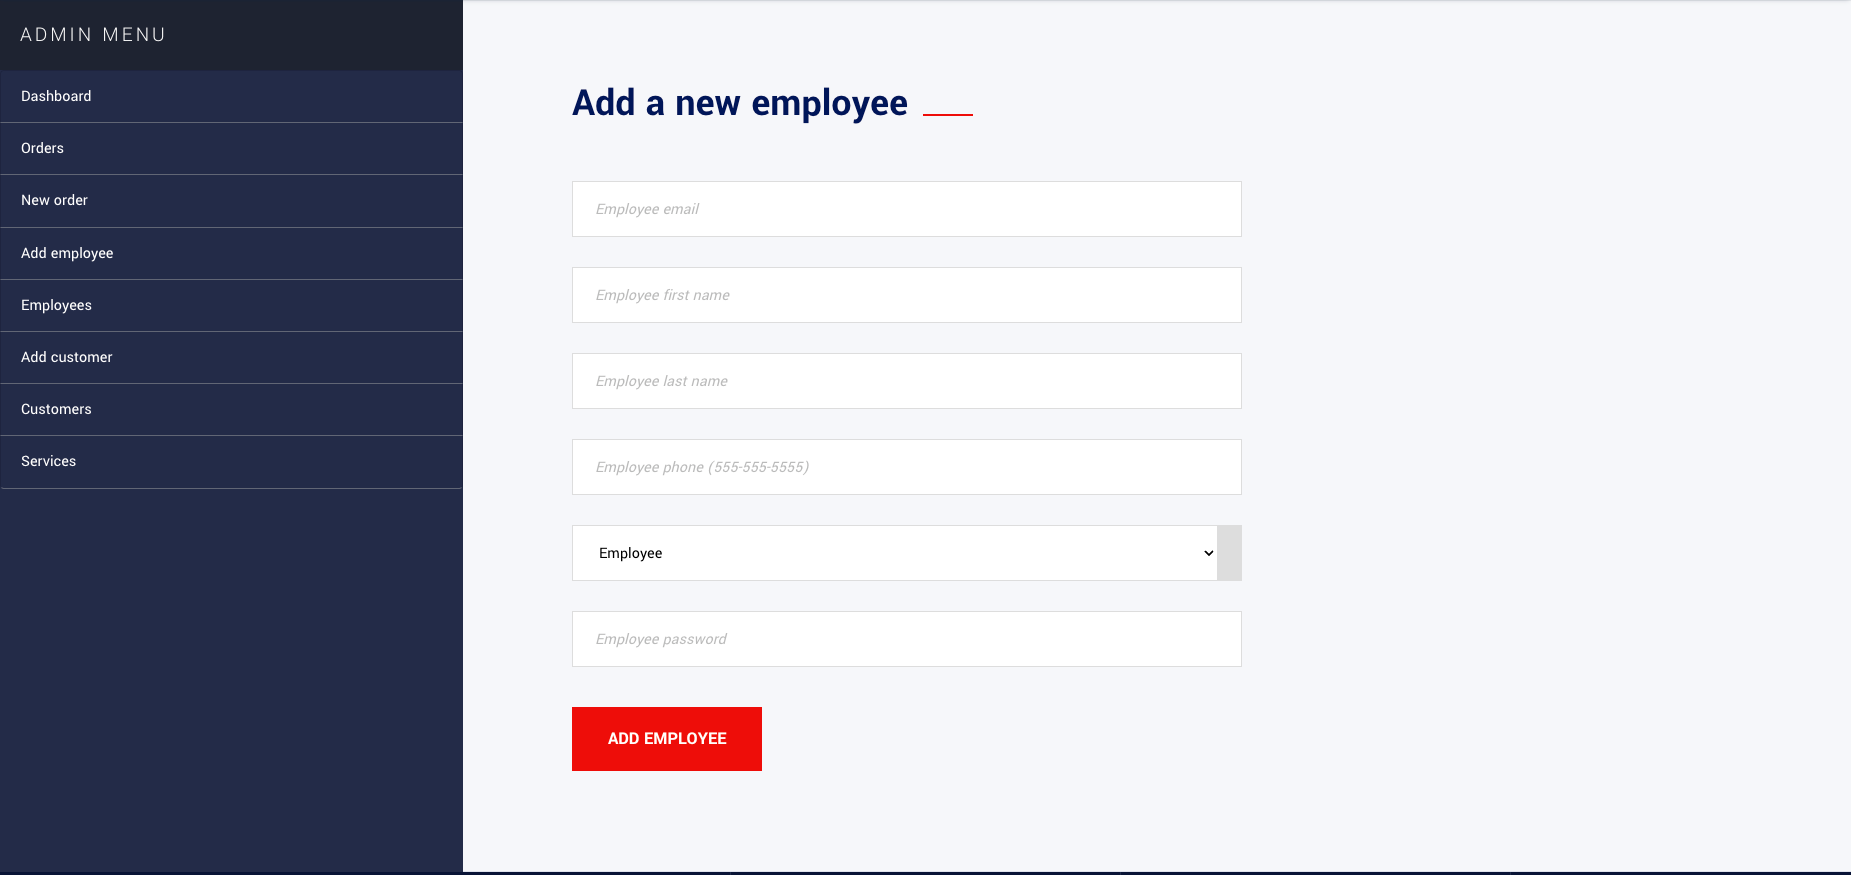 ADMIN MENU
Dashboard
Orders
New order
Add employee
Employees
Add customer
Customers
Services
Add a new employee
Employee email
Employee first name
Employee last name
Employee phone (555-555-5555)
Employee
Employee password
ADD EMPLOYEE